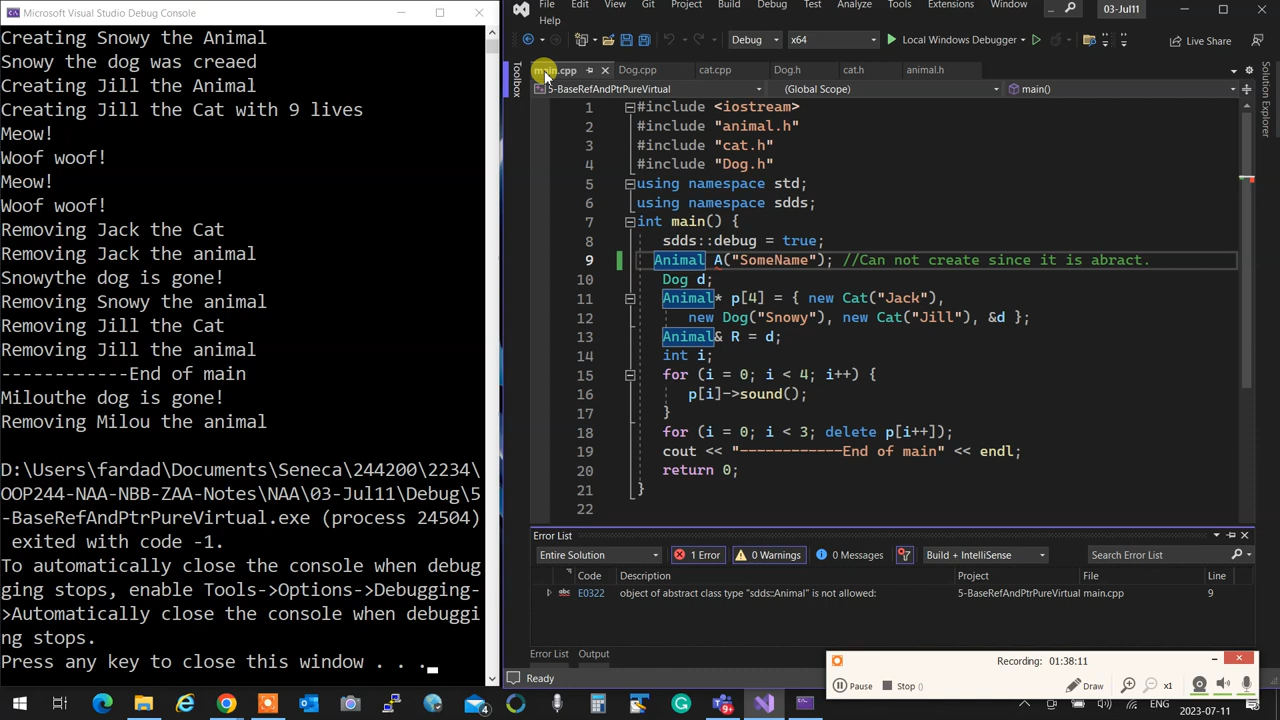 Microsoft Visual Studio Debug Console
Creating Snowy the Animal
Snowy the dog was creaed
Creating Jill the Animal
Creating Jill the Cat with 9 lives
Meow!
Woof woof!
Meow!
Woof woof!
Removing Jack the Cat
Removing Jack the animal
Snowythe dog is gone!
Removing Snowy the animal
Removing Jill the Cat
Removing Jill the animal
------------End of main
Milouthe dog is gone!
Removing Milou the animal
D:\Users\fardad\Documents\Seneca\244200\2234\
OOP244-NAA-NBB-ZAA-Notes\NAA\03-Jul11\Debug\5
-BaseRefAndPtrPureVirtual.exe (process 24504)
exited with code -1.
To automatically close the console when debug
ging stops, enable Tools->Options->Debugging-
>Automatically close the console when debuggi
ng stops.
Press any key to close this window . . .
File Edit View Git Project Build Debug Test Analyze Tools Extensions Window
Help
... 03-Jul11
Debug x64 Local Windows Debugger Live Share
Toolbox
main.cpp Dog.cpp cat.cpp Dog.h cat.h animal.h
5-BaseRefAndPtrPureVirtual (Global Scope) main()
Solution Explorer
1 #include <iostream>
2 #include "animal.h"
3 #include "cat.h"
4 #include "Dog.h"
5 using namespace std;
6 using namespace sdds;
7 int main() {
8 sdds::debug = true;
9 Animal A("SomeName"); //Can not create since it is abract.
10 Dog d;
11 Animal* p[4] = { new Cat("Jack"),
12 new Dog("Snowy"), new Cat("Jill"), &d };
13 Animal& R = d;
14 int i;
15 for (i = 0; i < 4; i++) {
16 p[i]->sound();
17 }
18 for (i = 0; i < 3; delete p[i++]);
19 cout << "------------End of main" << endl;
20 return 0;
21 }
22
Error List
Entire Solution 1 Error 0 Warnings 0 Messages Build + IntelliSense Search Error List
Code Description Project File Line
abc E0322 object of abstract class type "sdds::Animal" is not allowed: 5-BaseRefAndPtrPureVirtual main.cpp 9
Error List Output
Ready
Recording: 01:38:11
Pause Stop () Draw x1
ENG 2023-07-11